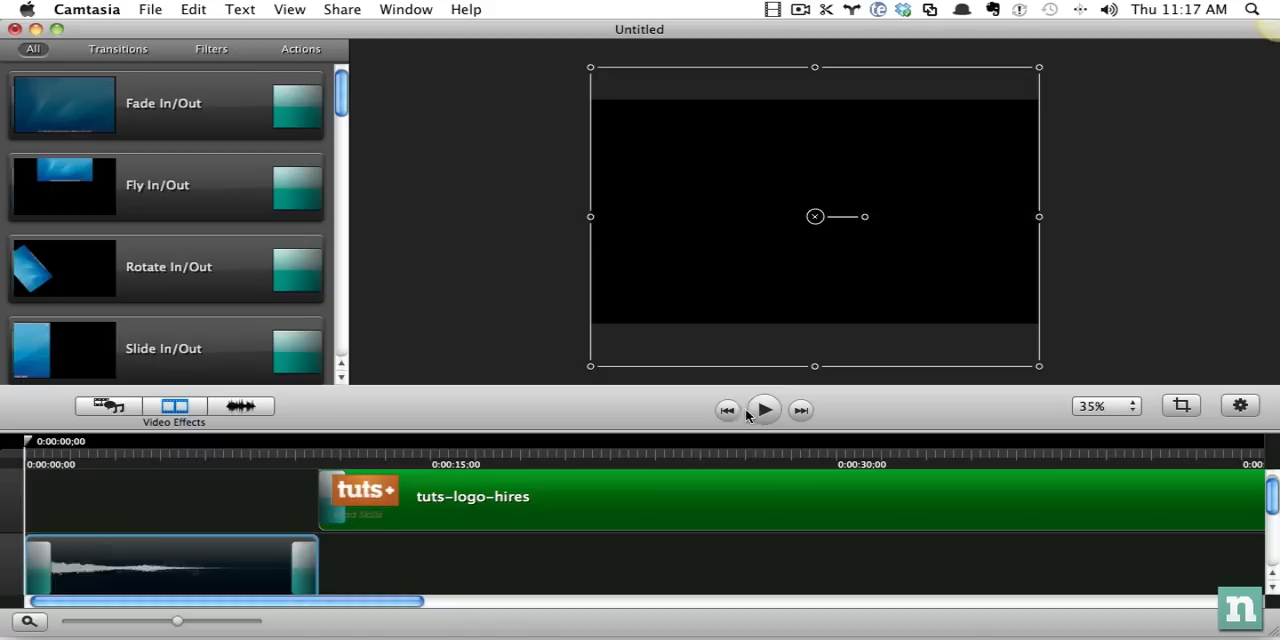 Camtasia File Edit Text View Share Window Help Thu 11:17 AM
Untitled
All Transitions Filters Actions
Fade In/Out
Fly In/Out
Rotate In/Out
Slide In/Out
Video Effects
35%
0:00:00;00
0:00:00;00 0:00:15;00 0:00:30;00 0:00
tuts+ tuts-logo-hires
n